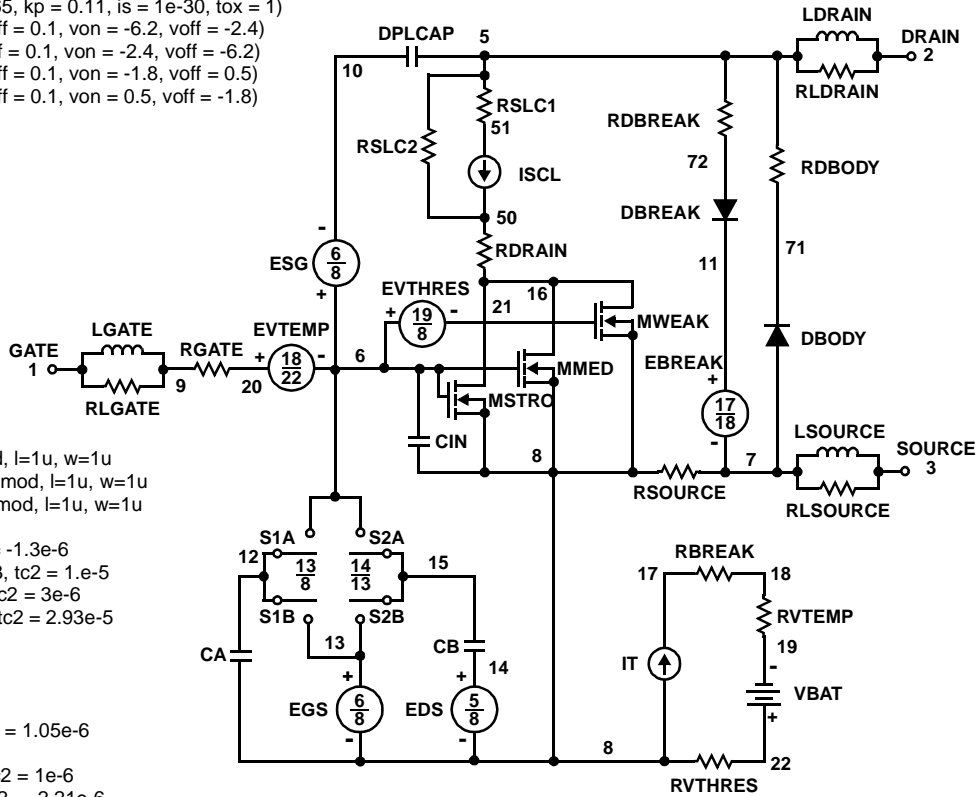 65, kp = 0.11, is = 1e-30, tox = 1)
ff = 0.1, von = -6.2, voff = -2.4)
ff = 0.1, von = -2.4, voff = -6.2)
ff = 0.1, von = -1.8, voff = 0.5)
ff = 0.1, von = 0.5, voff = -1.8)
DPLCAP
5
10
LDRAIN
DRAIN
2
RLDRAIN
RSLC1
51
RSLC2
ISCL
50
RDRAIN
RDBREAK
72
DBREAK
11
RDBODY
71
DBODY
-
ESG
6
8
+
EVTHRES
+
19
8
-
21
16
MWEAK
LGATE
GATE
1
RLGATE
9
RGATE
20
EVTEMP
+
18
22
-
6
MMED
MSTRO
CIN
8
EBREAK
+
17
18
-
RSOURCE
7
LSOURCE
SOURCE
3
RLSOURCE
d, l=1u, w=1u
mod, l=1u, w=1u
mod, l=1u, w=1u
= -1.3e-6
3, tc2 = 1.e-5
c2 = 3e-6
tc2 = 2.93e-5
= 1.05e-6
c2 = 1e-6
S1A
S2A
12
13
8
14
13
15
S1B
S2B
13
CA
CB
14
+
EGS
6
8
-
+
EDS
5
8
-
8
RBREAK
17
18
RVTEMP
19
IT
-
VBAT
+
22
RVTHRES